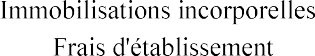 Immobilisations incorporelles
Frais d'établissement